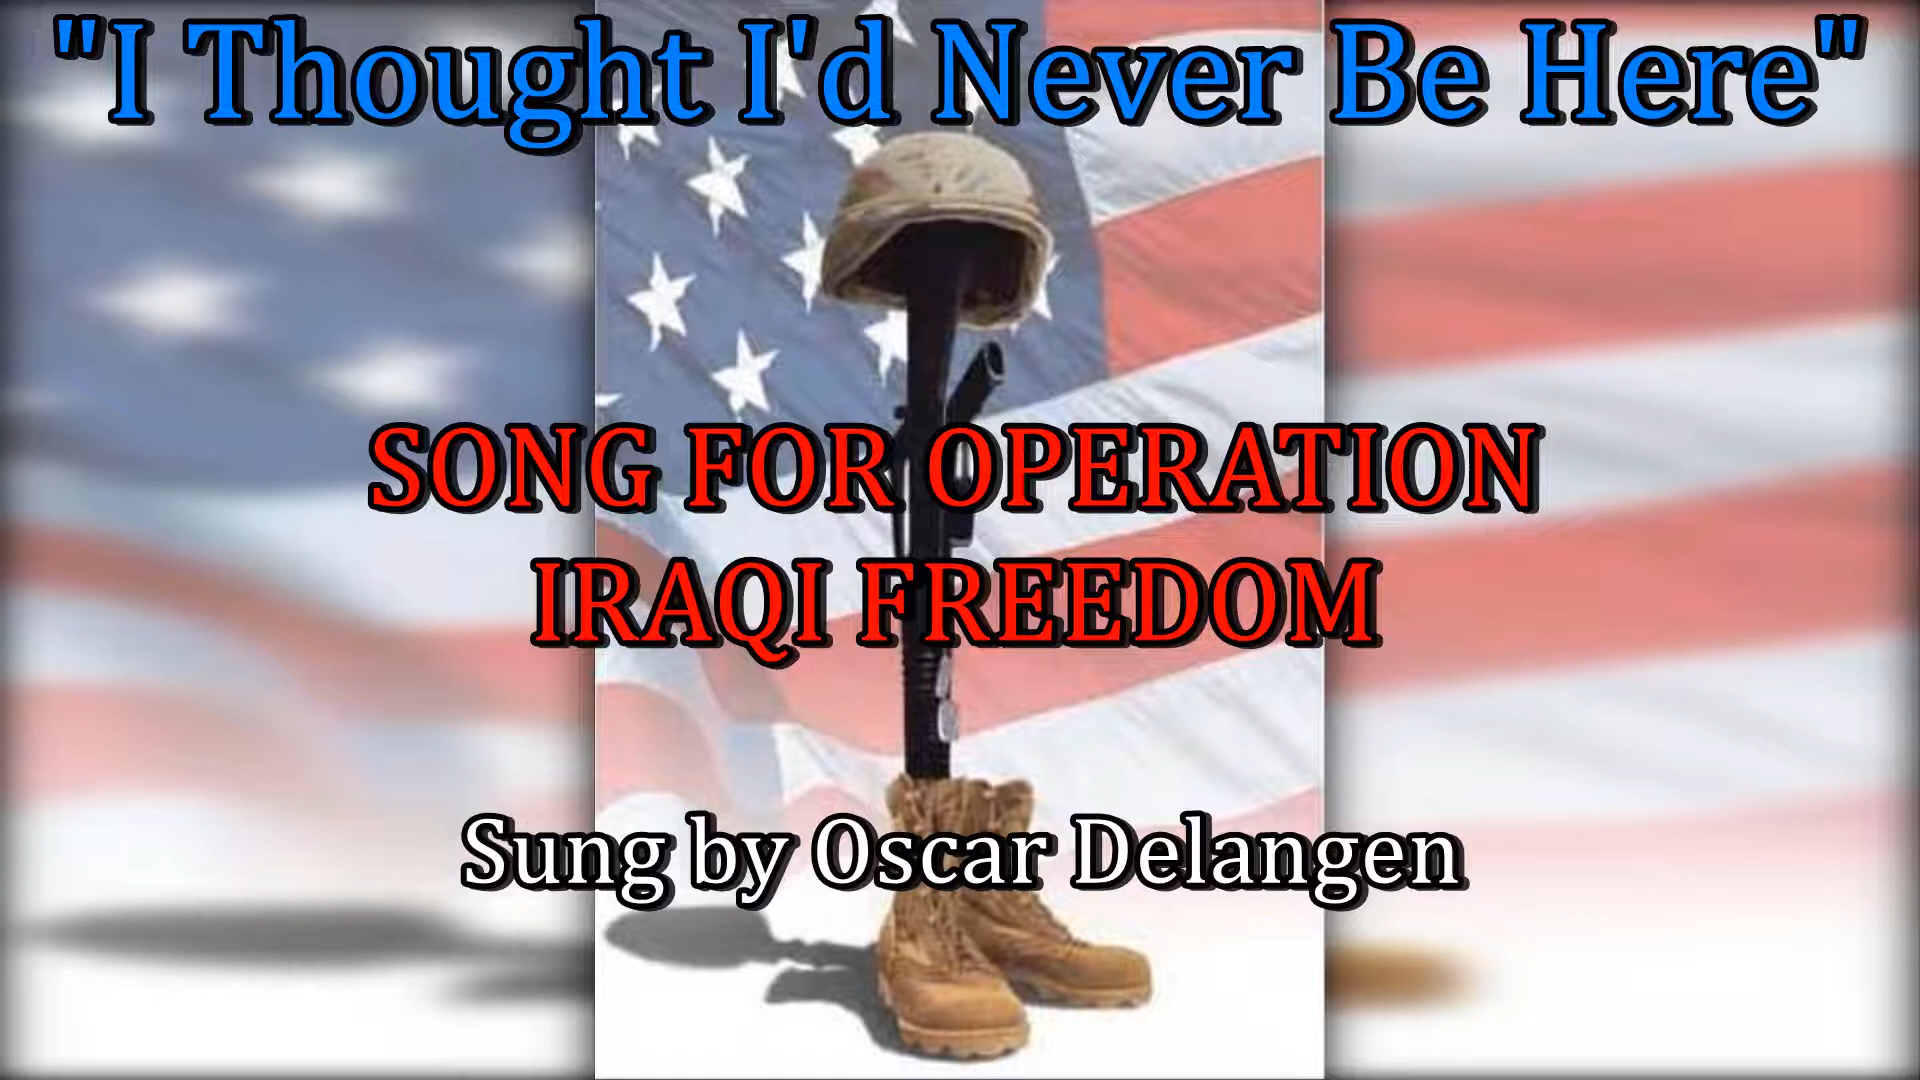 "I Thought I'd Never Be Here"
SONG FOR OPERATION
IRAQI FREEDOM
Sung by Oscar Delangen